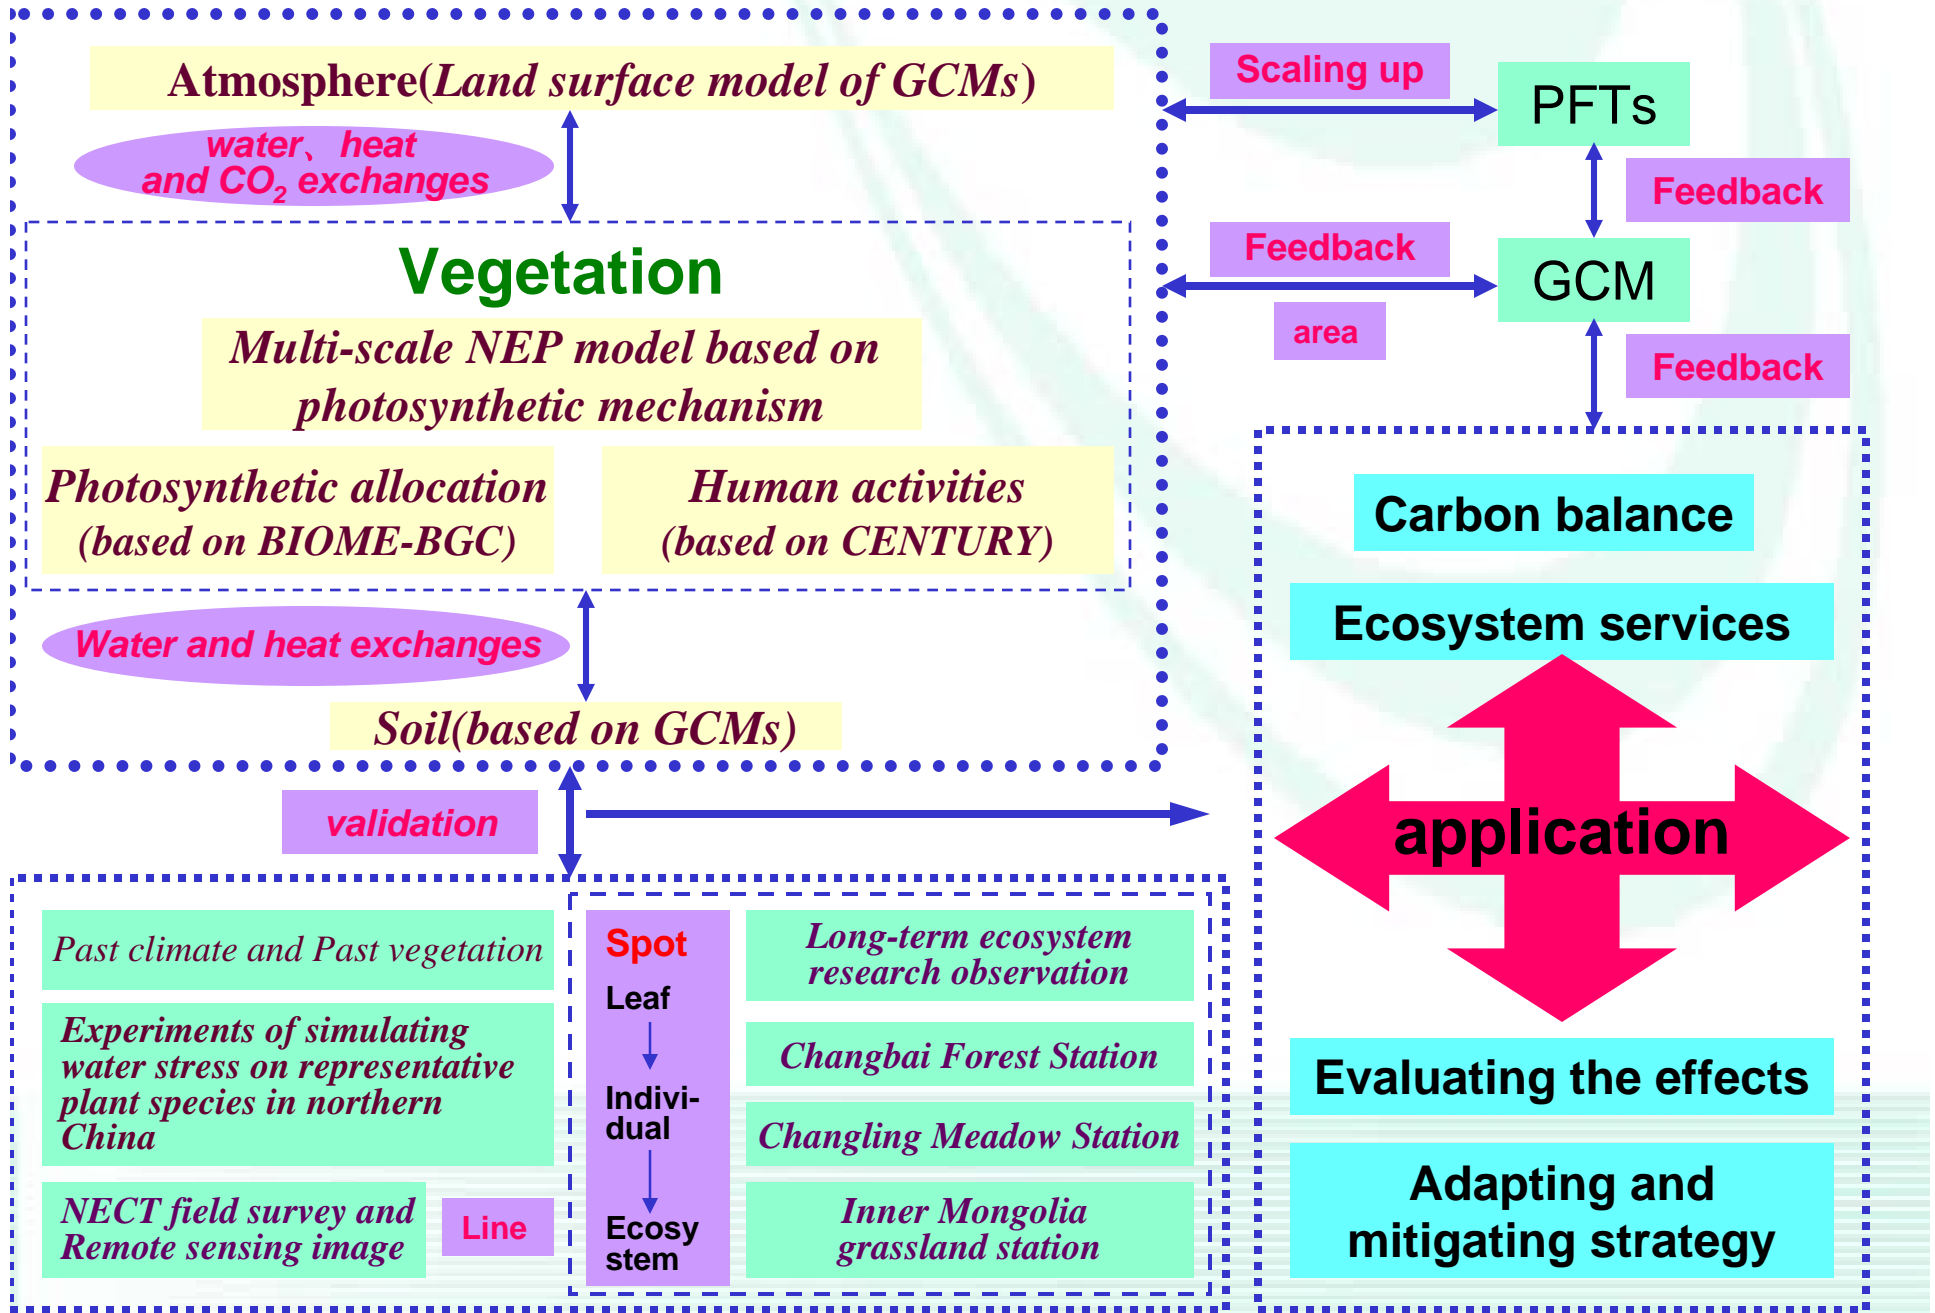 Atmosphere(Land surface model of GCMs)
water、heat
and CO₂ exchanges
Vegetation
Multi-scale NEP model based on
photosynthetic mechanism
Photosynthetic allocation
(based on BIOME-BGC)
Human activities
(based on CENTURY)
Water and heat exchanges
Soil(based on GCMs)
Scaling up
PFTs
Feedback
Feedback
GCM
area
Feedback
validation
Carbon balance
Ecosystem services
application
Evaluating the effects
Adapting and
mitigating strategy
Past climate and Past vegetation
Experiments of simulating
water stress on representative
plant species in northern
China
NECT field survey and
Remote sensing image
Line
Spot
Leaf
Indivi-
dual
Ecosy
stem
Long-term ecosystem
research observation
Changbai Forest Station
Changling Meadow Station
Inner Mongolia
grassland station